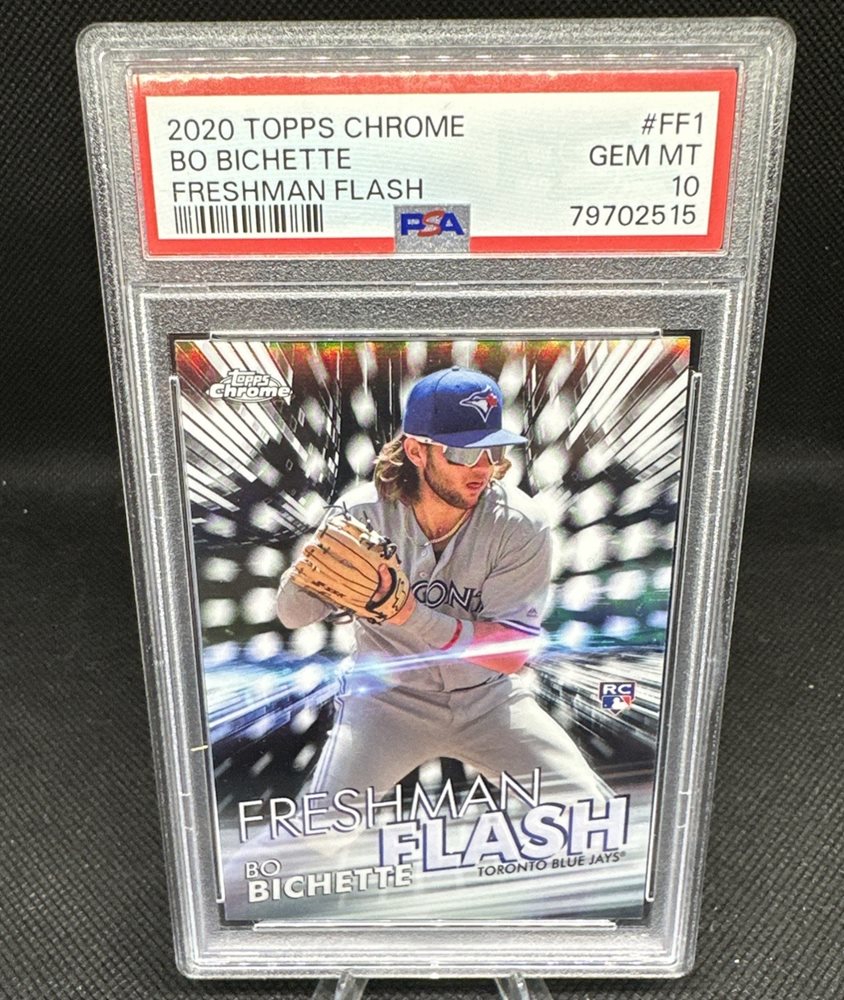 2020 TOPPS CHROME #FF1
BO BICHETTE GEM MT
FRESHMAN FLASH 10
PSA 79702515
TOPPS
Chrome
RC
FRESHMAN
FLASH
BO
BICHETTE
TORONTO BLUE JAYS®